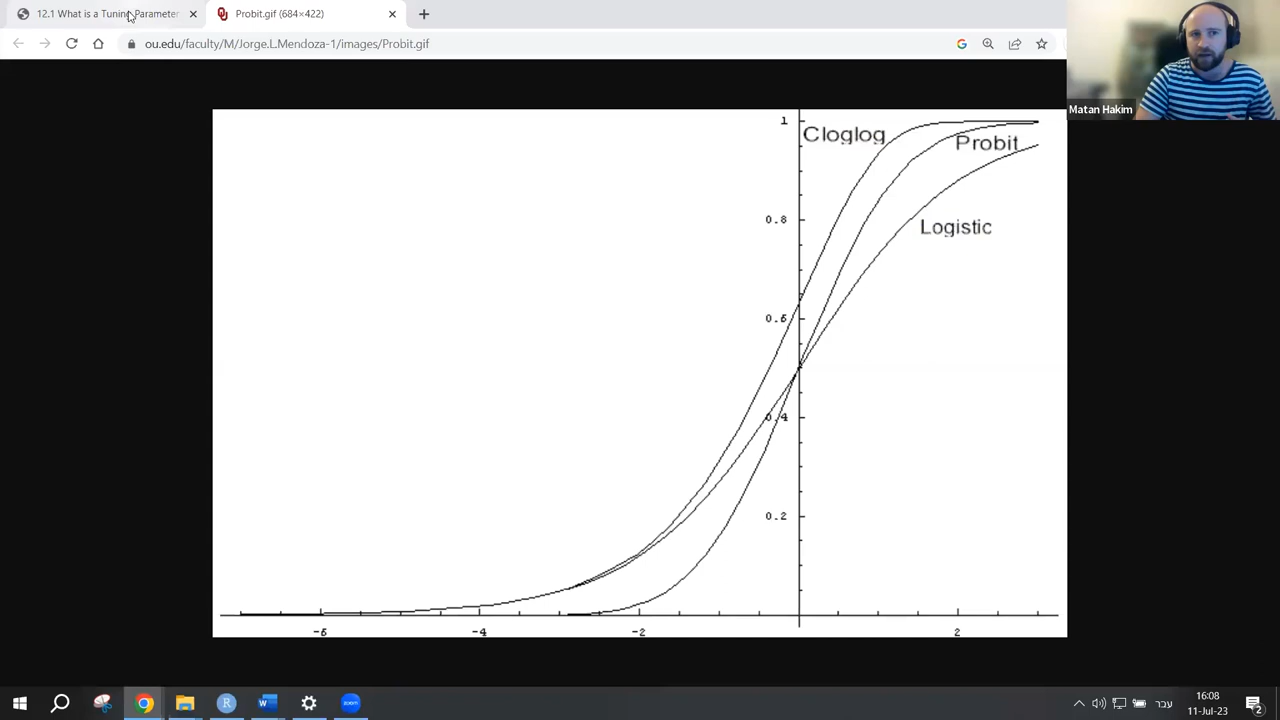 12.1 What is a Tuning Parameter
Probit.gif (684×422)
ou.edu/faculty/M/Jorge.L.Mendoza-1/images/Probit.gif
Matan Hakim
1
Cloglog
Probit
0.8
Logistic
0.6
0.4
0.2
-6
-4
-2
2
עבר
16:08
11-Jul-23
2
R
W
zoom